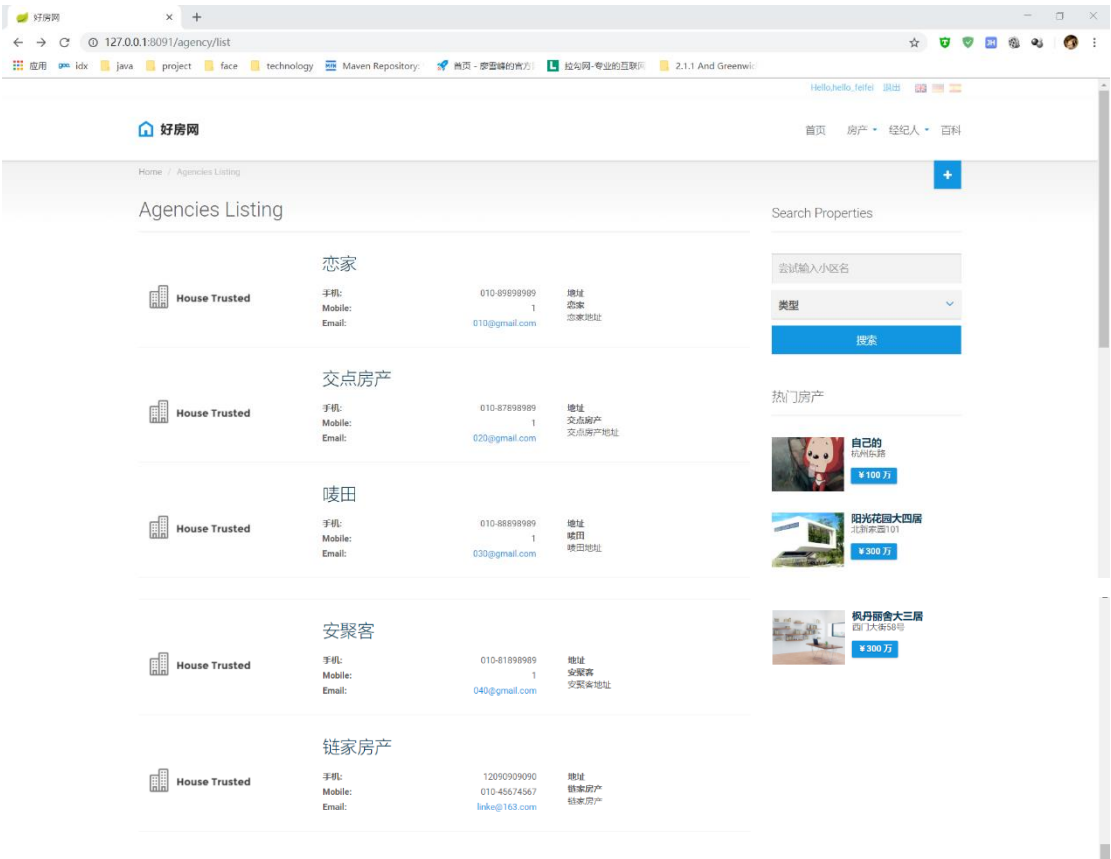 好房网
127.0.0.1:8091/agency/list
应用 idx java project face technology Maven Repository: 首页 - 廖雪峰的官方 拉勾网-专业的互联网 2.1.1 And Greenwic
Hello,hello_feifei 退出
好房网
首页 房产 经纪人 百科
Home / Agencies Listing
+
Agencies Listing
恋家
House Trusted
手机: 010-89898989
Mobile: 1
Email: 010@gmail.com
地址
恋家
恋家地址
交点房产
House Trusted
手机: 010-87898989
Mobile: 1
Email: 020@gmail.com
地址
交点房产
交点房产地址
唛田
House Trusted
手机: 010-88898989
Mobile: 1
Email: 030@gmail.com
地址
唛田
唛田地址
安聚客
House Trusted
手机: 010-81898989
Mobile: 1
Email: 040@gmail.com
地址
安聚客
安聚客地址
链家房产
House Trusted
手机: 12090909090
Mobile: 010-45674567
Email: linke@163.com
地址
链家房产
链家房产
Search Properties
尝试输入小区名
类型
搜索
热门房产
自己的
杭州东路
¥100 万
阳光花园大四居
北新家园101
¥300 万
枫丹丽舍大三居
西门大街58号
¥300 万